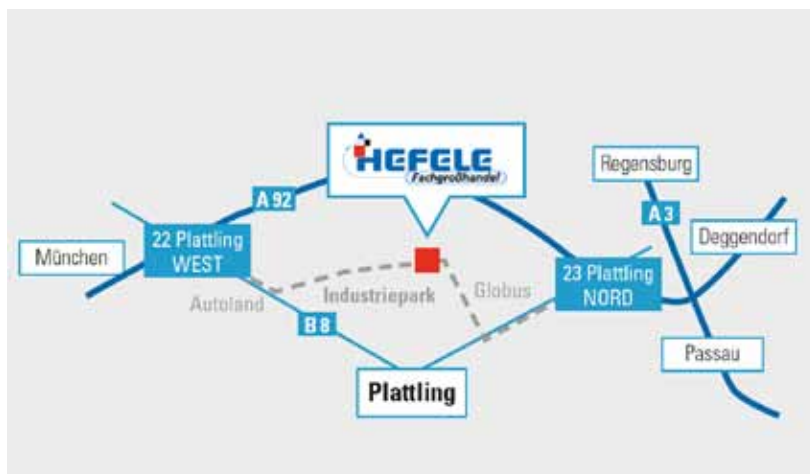 HEFELE
Fachgroßhandel
Regensburg
A 92
A 3
22 Plattling
WEST
Deggendorf
München
23 Plattling
NORD
Autoland
Industriepark
Globus
B 8
Passau
Plattling